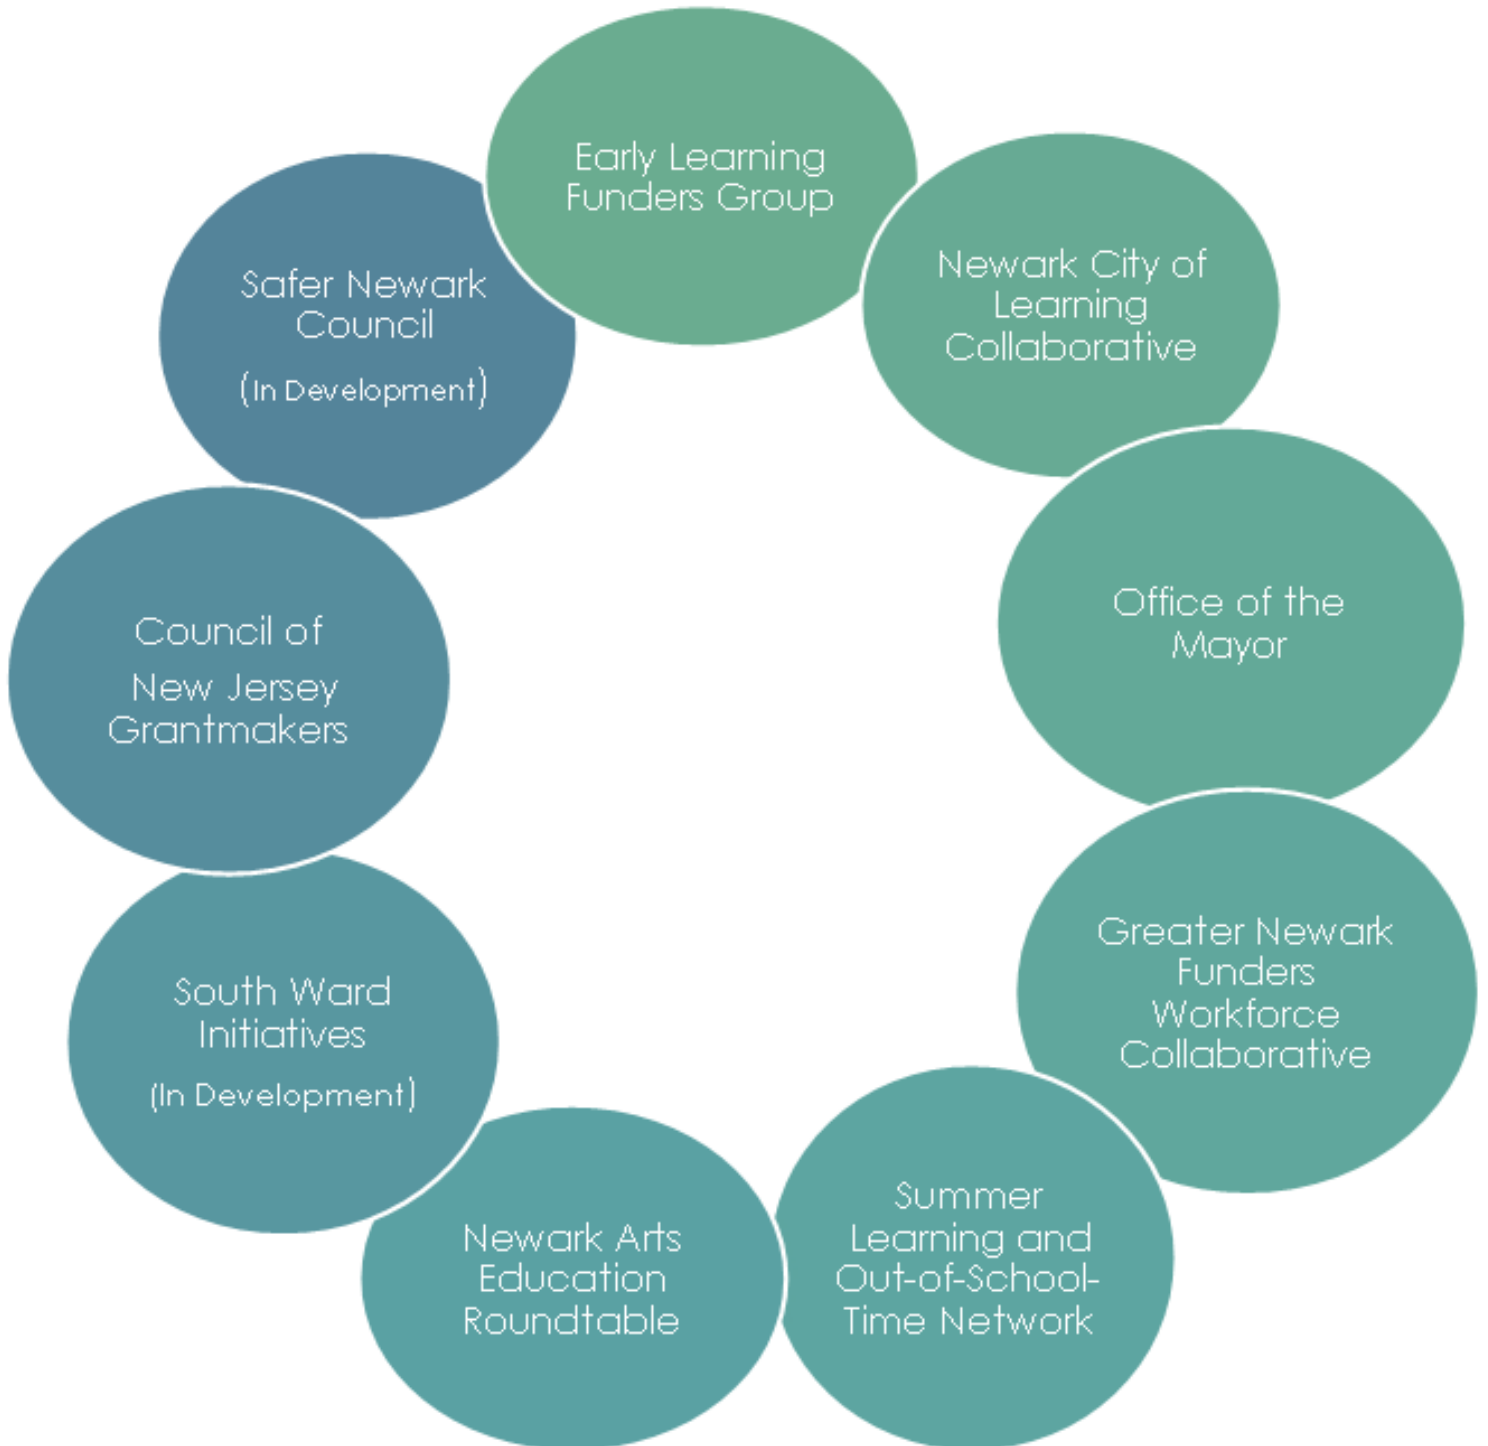 Early Learning
Funders Group
Newark City of
Learning
Collaborative
Office of the
Mayor
Greater Newark
Funders
Workforce
Collaborative
Summer
Learning and
Out-of-School-
Time Network
Newark Arts
Education
Roundtable
South Ward
Initiatives
(In Development)
Council of
New Jersey
Grantmakers
Safer Newark
Council
(In Development)